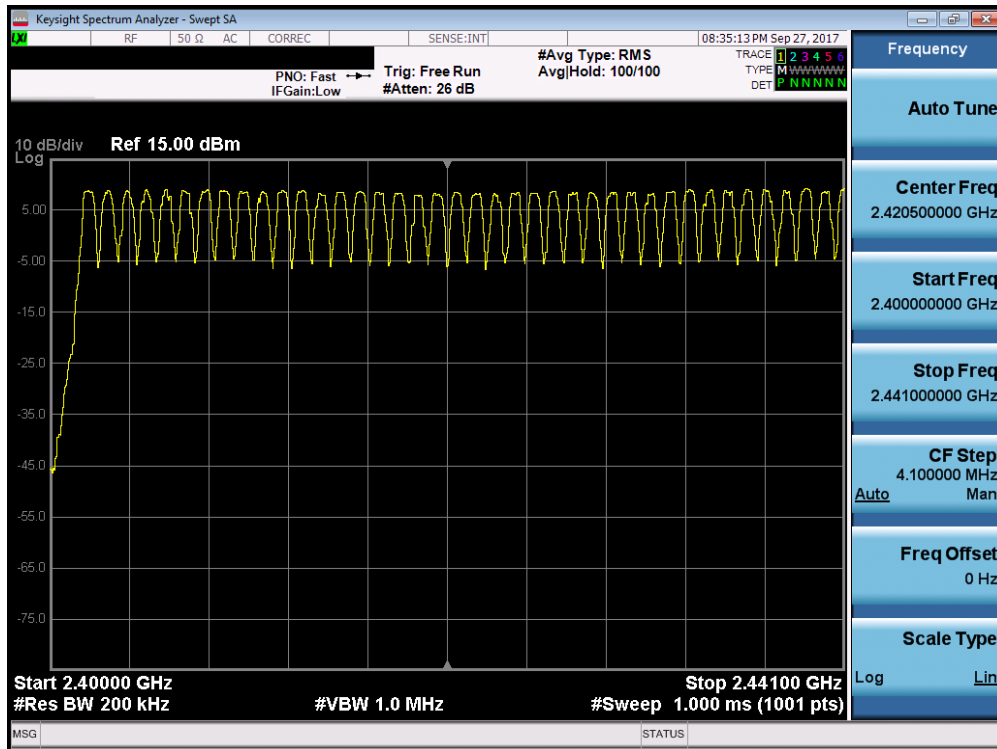 Keysight Spectrum Analyzer - Swept SA
LXI RF 50 Ω AC CORREC SENSE:INT 08:35:13 PM Sep 27, 2017
PNO: Fast
IFGain:Low
Trig: Free Run
#Atten: 26 dB
#Avg Type: RMS
Avg|Hold: 100/100
TRACE 1 2 3 4 5 6
TYPE M WWWWW
DET P N N N N N
10 dB/div Ref 15.00 dBm
Log
5.00
-5.00
-15.0
-25.0
-35.0
-45.0
-55.0
-65.0
-75.0
Start 2.40000 GHz Stop 2.44100 GHz
#Res BW 200 kHz #VBW 1.0 MHz #Sweep 1.000 ms (1001 pts)
MSG STATUS
Frequency
Auto Tune
Center Freq
2.420500000 GHz
Start Freq
2.400000000 GHz
Stop Freq
2.441000000 GHz
CF Step
4.100000 MHz
Auto Man
Freq Offset
0 Hz
Scale Type
Log Lin